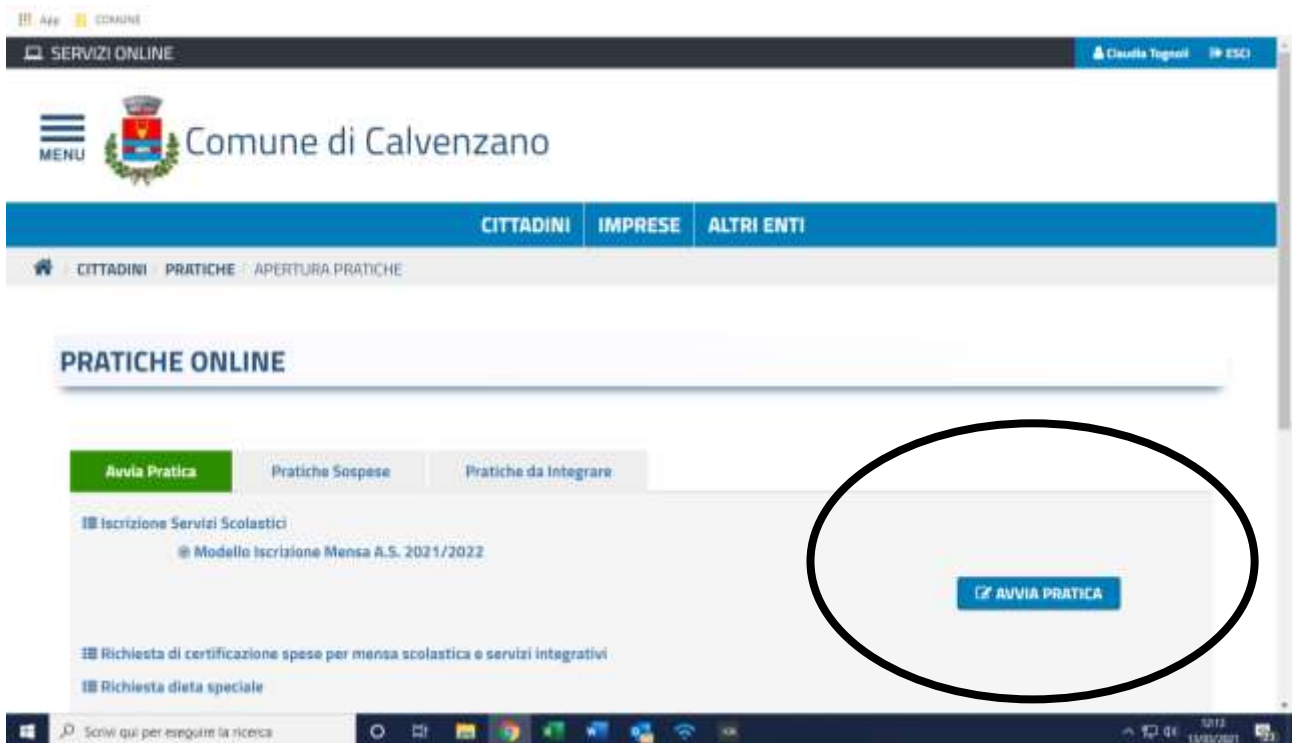 App COMUNE
SERVIZI ONLINE Claudia Tognoli ESCI
MENU Comune di Calvenzano
CITTADINI IMPRESE ALTRI ENTI
CITTADINI PRATICHE APERTURA PRATICHE
PRATICHE ONLINE
Avvia Pratica Pratiche Sospese Pratiche da Integrare
Iscrizione Servizi Scolastici
Modello Iscrizione Mensa A.S. 2021/2022
AVVIA PRATICA
Richiesta di certificazione spese per mensa scolastica e servizi integrativi
Richiesta dieta speciale
Scrivi qui per eseguire la ricerca
12:13